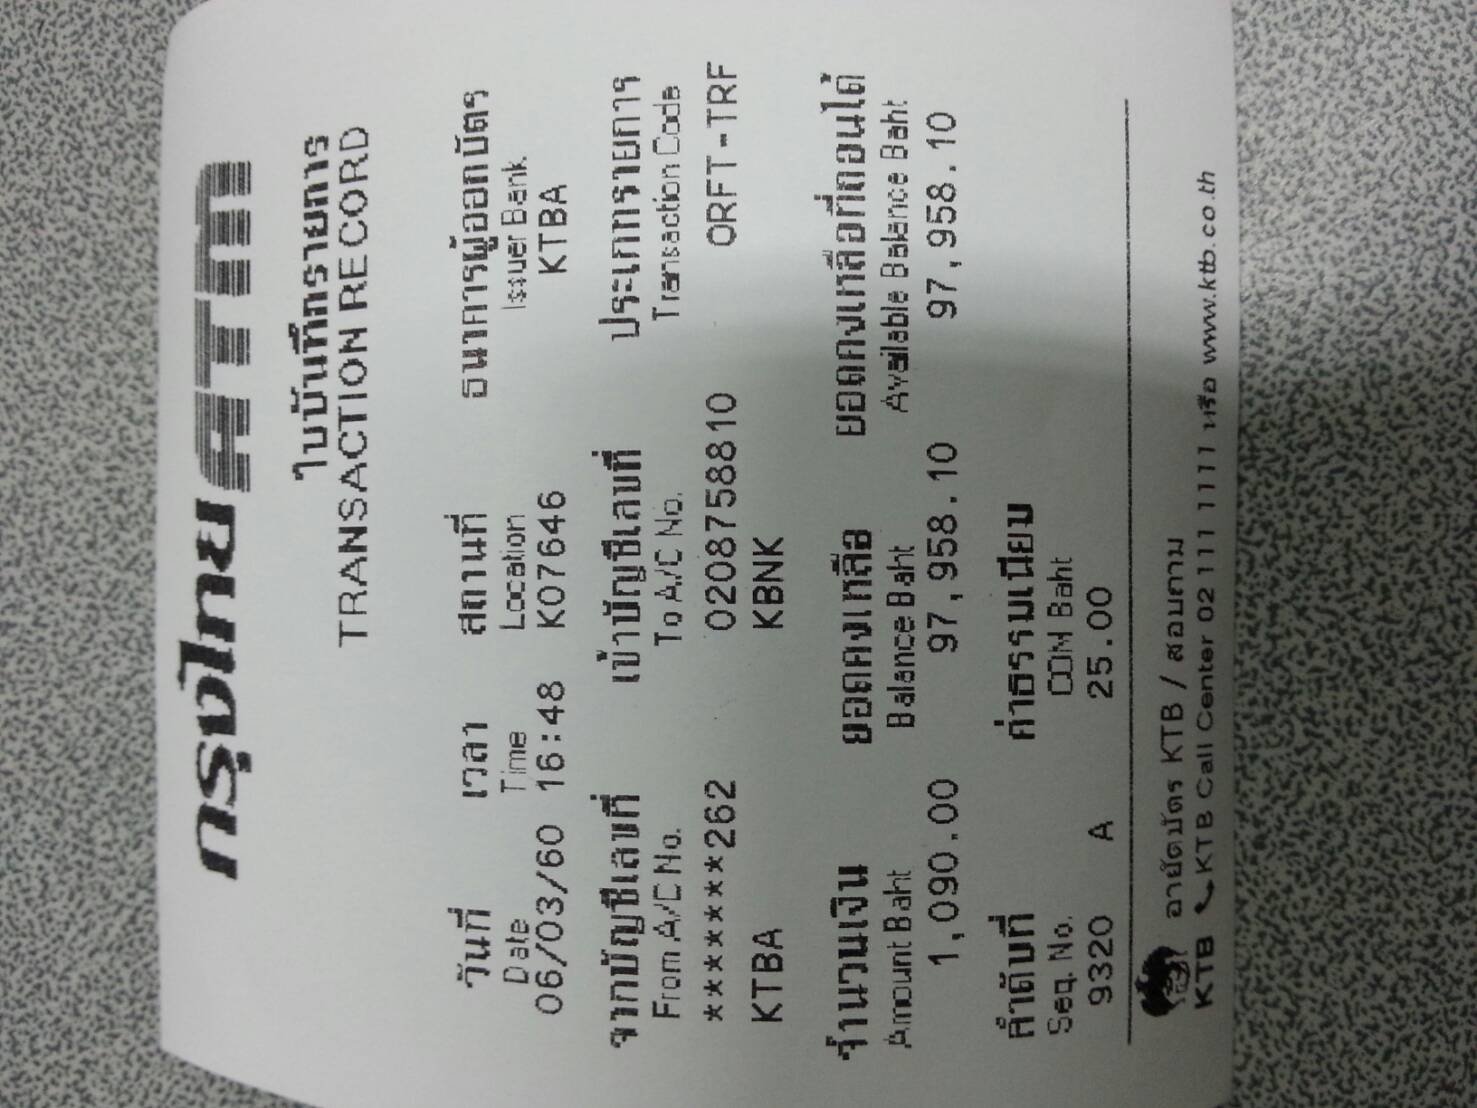 กรุงไทย ATM
ใบบันทึกรายการ
TRANSACTION RECORD
วันที่ เวลา สถานที่ ธนาคารผู้ออกบัตร
Date Time Location Issuer Bank
06/03/60 16:48 K07646 KTBA
จากบัญชีเลขที่ เข้าบัญชีเลขที่ ประเภทรายการ
From A/C No. To A/C No. Transaction Code
*******262 0208758810 ORFT-TRF
KTBA KBNK
จำนวนเงิน ยอดคงเหลือ ยอดคงเหลือที่ถอนได้
Amount Baht Balance Baht Available Balance Baht
1,090.00 97,958.10 97,958.10
ลำดับที่ ค่าธรรมเนียม
Seq. No. COM Baht
9320 A 25.00
อายัดบัตร KTB / สอบถาม
KTB KTB Call Center 02 111 1111 หรือ www.ktb.co.th